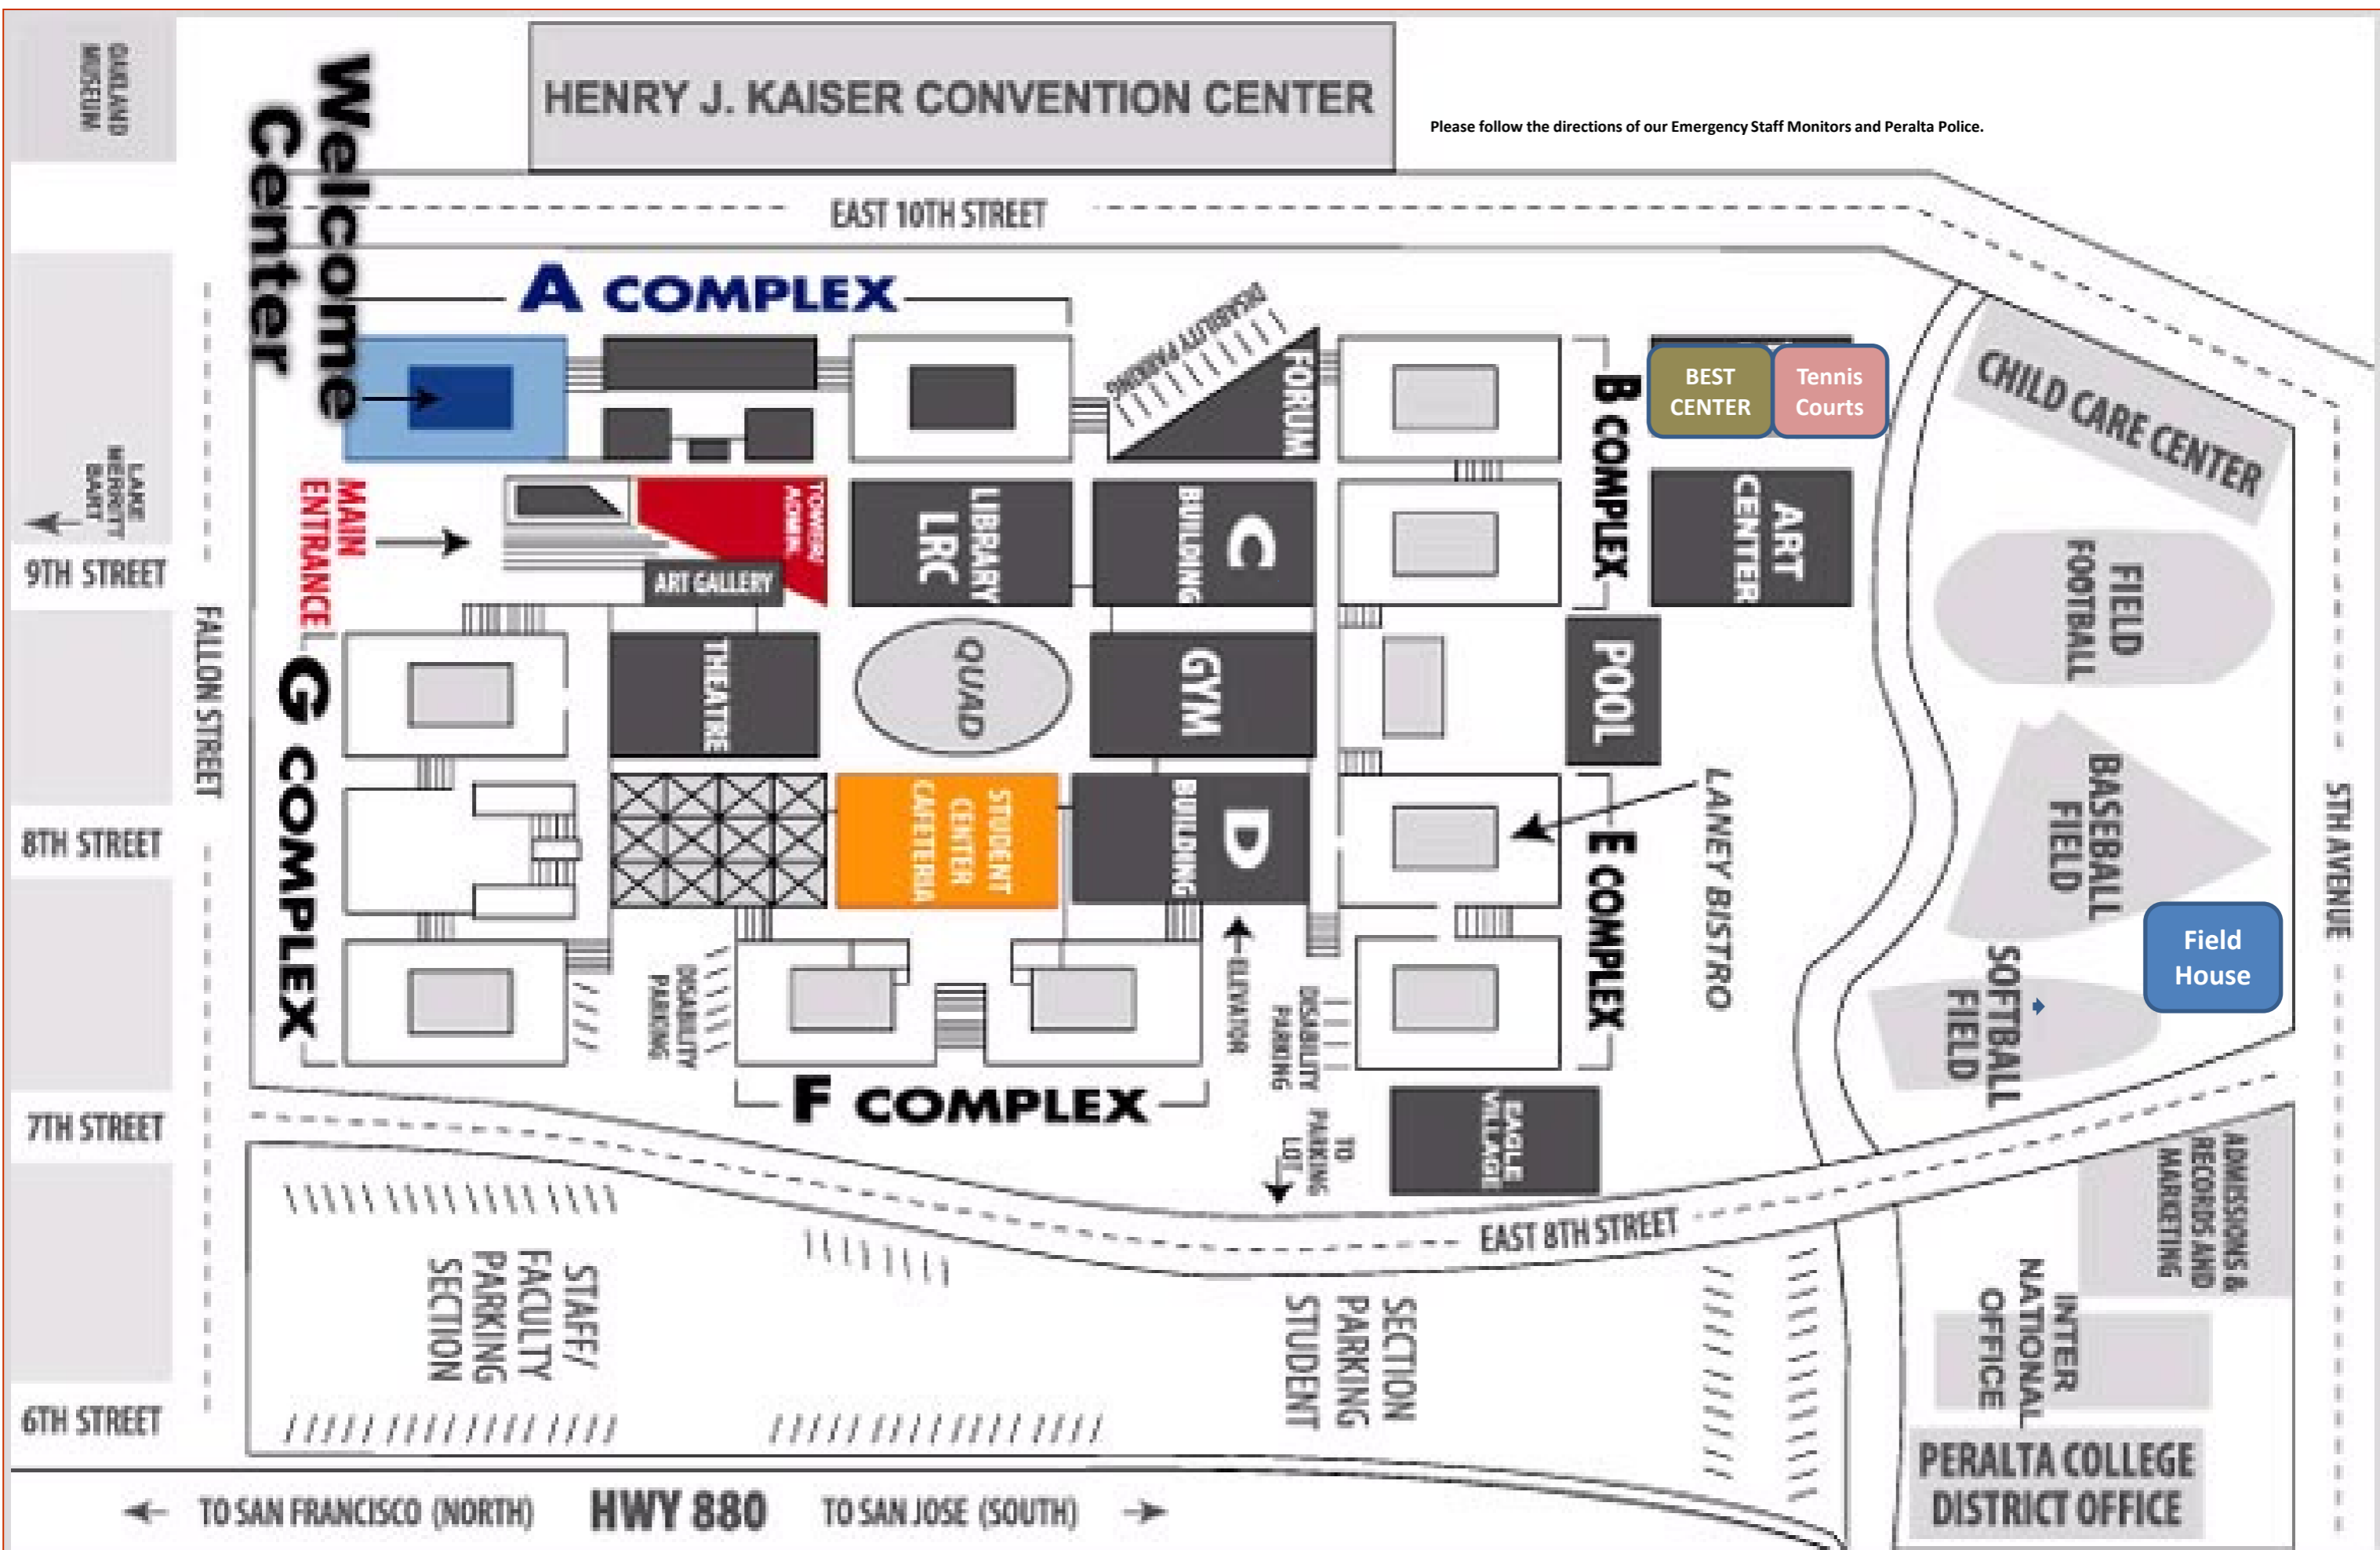 OAKLAND
MUSEUM
Welcome
Center
HENRY J. KAISER CONVENTION CENTER
Please follow the directions of our Emergency Staff Monitors and Peralta Police.
EAST 10TH STREET
A COMPLEX
DISABILITY PARKING
FORUM
B COMPLEX
BEST
CENTER
Tennis
Courts
CHILD CARE CENTER
LAKE
MERRITT
BART
MAIN
ENTRANCE
TOWER/
ADMIN.
ART GALLERY
LIBRARY
LRC
C
BUILDING
ART
CENTER
FIELD
FOOTBALL
9TH STREET
FALLON STREET
G COMPLEX
THEATRE
QUAD
GYM
POOL
BASEBALL
FIELD
5TH AVENUE
8TH STREET
STUDENT
CENTER
CAFETERIA
D
BUILDING
E COMPLEX
LANEY BISTRO
Field
House
SOFTBALL
FIELD
DISABILITY
PARKING
ELEVATOR
DISABILITY
PARKING
F COMPLEX
TO
PARKING
LOT
EAGLE
VILLAGE
7TH STREET
EAST 8TH STREET
ADMISSIONS &
RECORDS AND
MARKETING
STAFF/
FACULTY
PARKING
SECTION
SECTION
PARKING
STUDENT
INTER
NATIONAL
OFFICE
6TH STREET
PERALTA COLLEGE
DISTRICT OFFICE
TO SAN FRANCISCO (NORTH)
HWY 880
TO SAN JOSE (SOUTH)